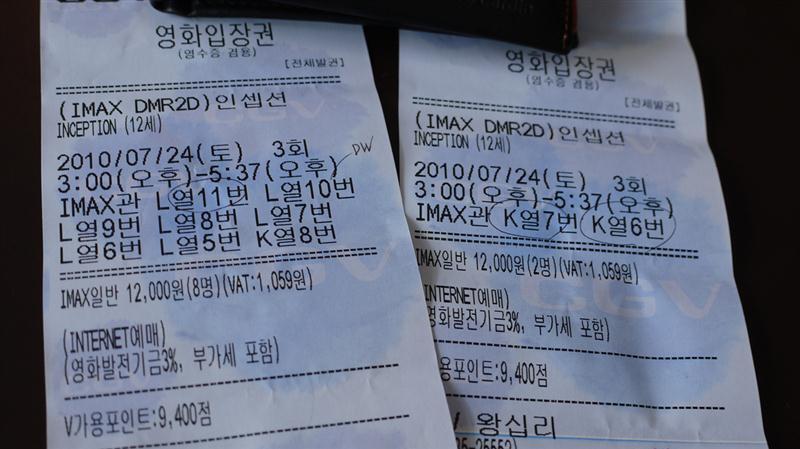 영화입장권
(영수증 겸용)
[전체발권]
(IMAX DMR2D)인셉션
INCEPTION (12세)
2010/07/24(토) 3회
3:00(오후)-5:37(오후)
PW
IMAX관 L열11번 L열10번
L열9번 L열8번 L열7번
L열6번 L열5번 K열8번
IMAX일반 12,000원(8명)(VAT:1,059원)
(INTERNET예매)
(영화발전기금3%, 부가세 포함)
V가용포인트:9,400점
영화입장권
(영수증 겸용)
[전체발권]
(IMAX DMR2D)인셉션
INCEPTION (12세)
2010/07/24(토) 3회
3:00(오후)-5:37(오후)
IMAX관 K열7번 K열6번
IMAX일반 12,000원(2명)(VAT:1,059원)
CGV
INTERNET예매)
영화발전기금3%, 부가세 포함)
용포인트:9,400점
V 왕십리